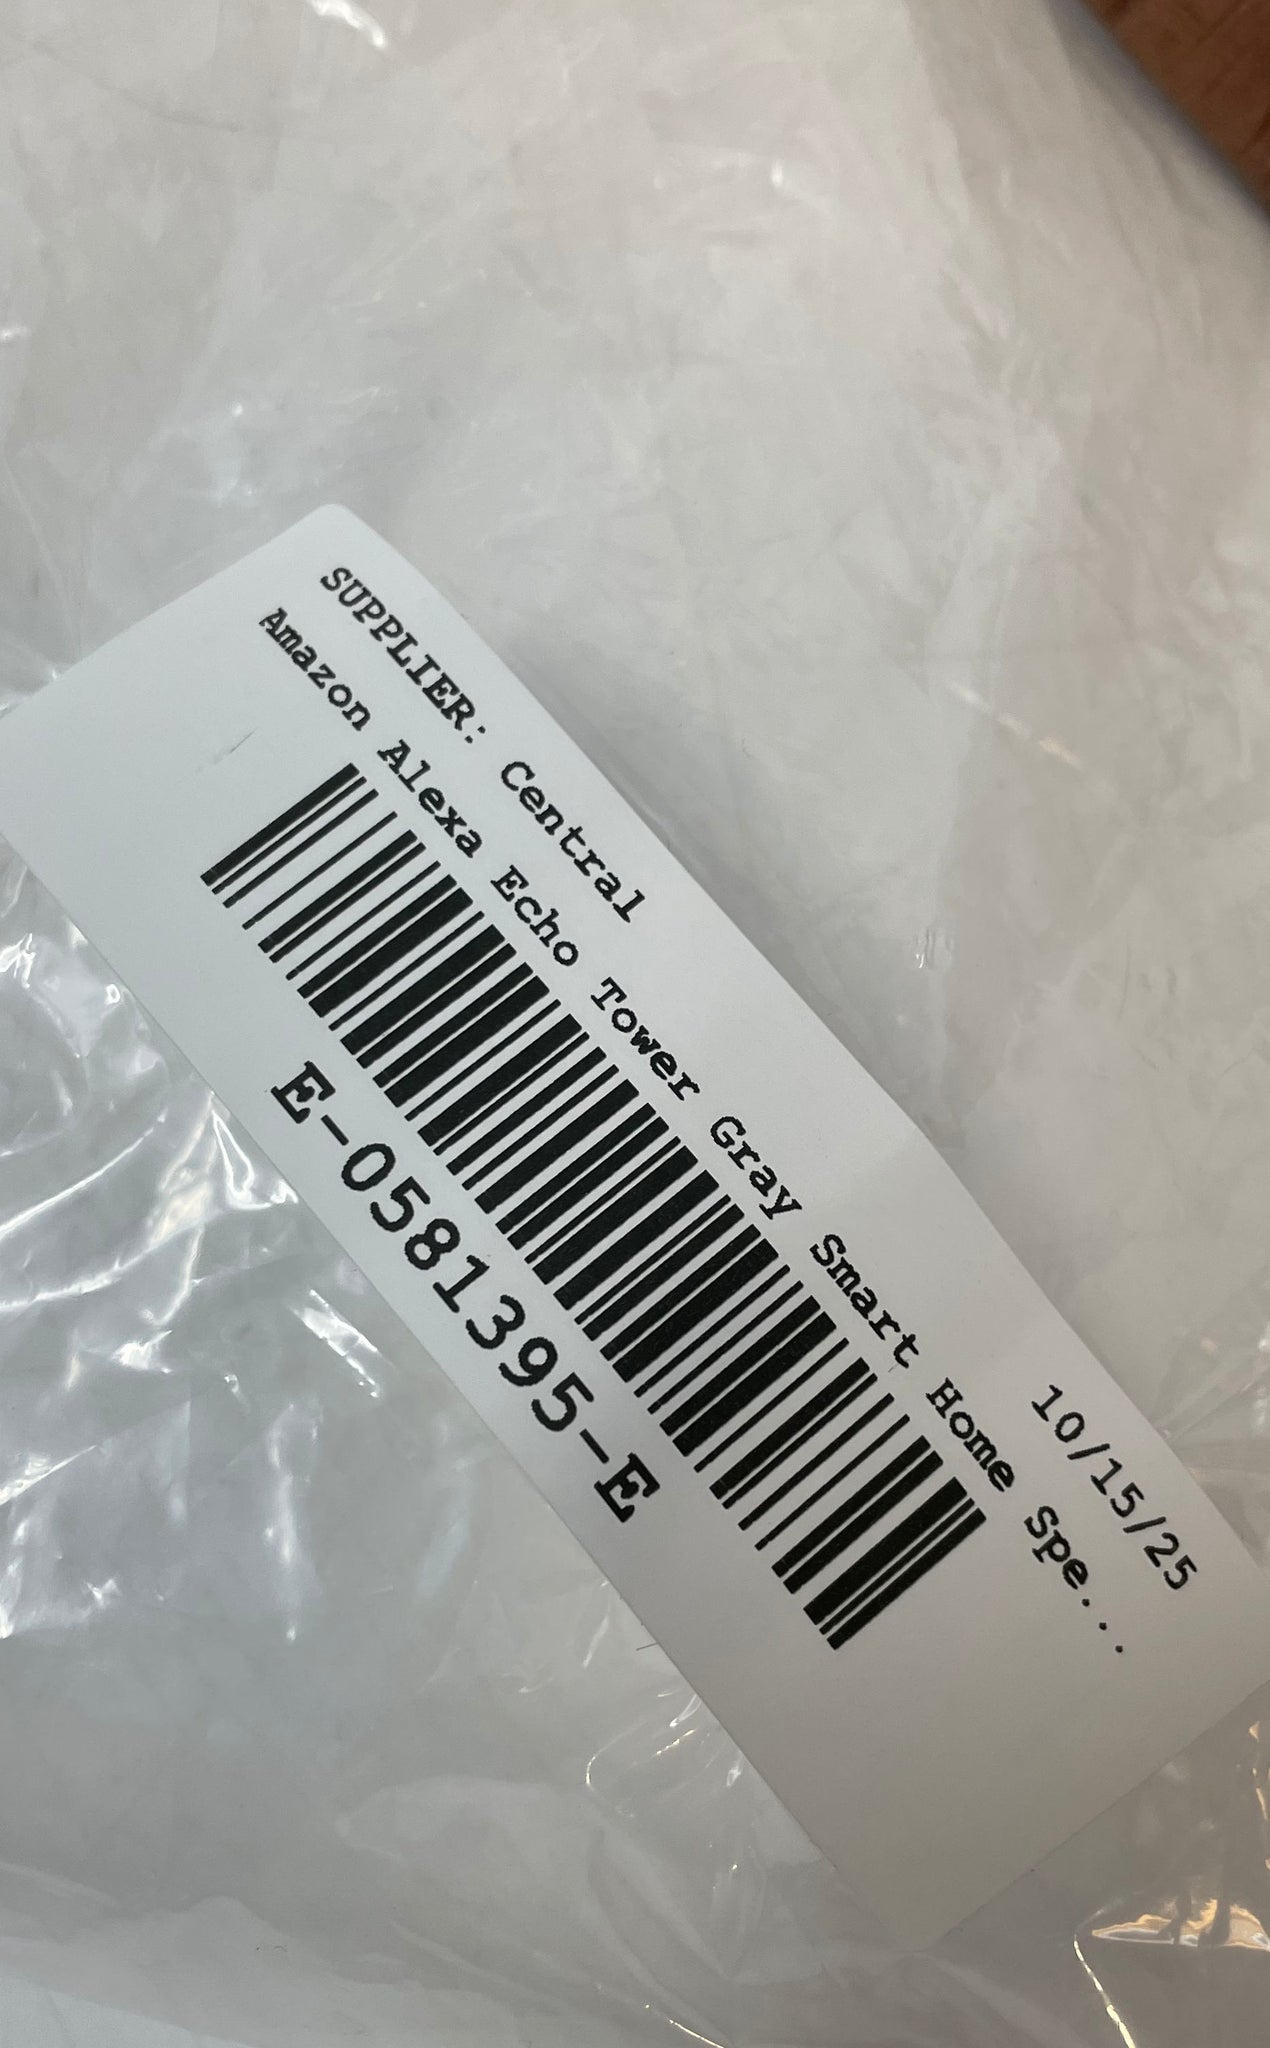 SUPPLIER: Central 10/15/25
Amazon Alexa Echo Tower Gray Smart Home Spe...
E-0581395-E